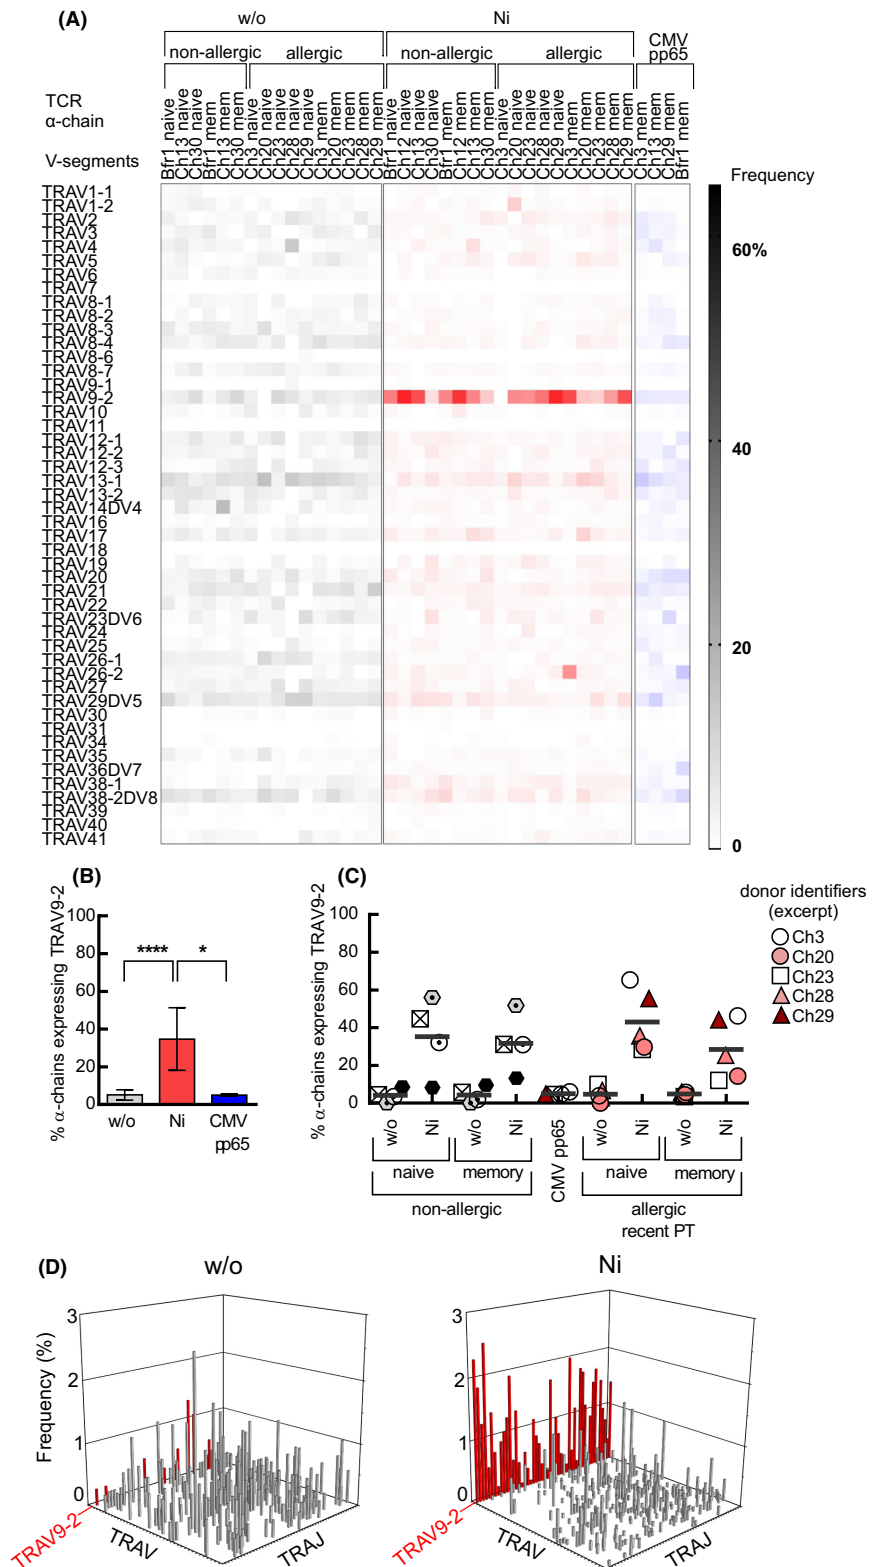 (A)
w/o
Ni
CMV
pp65
non-allergic
allergic
non-allergic
allergic
TCR
α-chain
V-segments
Bfr1 naive
Ch13 naive
Ch30 naive
Bfr1 mem
Ch13 mem
Ch30 mem
Ch3 naive
Ch20 naive
Ch23 naive
Ch28 naive
Ch29 naive
Ch3 mem
Ch20 mem
Ch23 mem
Ch28 mem
Ch29 mem
Bfr1 naive
Ch12 naive
Ch13 naive
Ch30 naive
Bfr1 mem
Ch12 mem
Ch13 mem
Ch30 mem
Ch3 naive
Ch20 naive
Ch23 naive
Ch28 naive
Ch29 naive
Ch3 mem
Ch20 mem
Ch23 mem
Ch28 mem
Ch29 mem
Ch3 mem
Ch13 mem
Ch29 mem
Bfr1 mem
TRAV1-1
TRAV1-2
TRAV2
TRAV3
TRAV4
TRAV5
TRAV6
TRAV7
TRAV8-1
TRAV8-2
TRAV8-3
TRAV8-4
TRAV8-6
TRAV8-7
TRAV9-1
TRAV9-2
TRAV10
TRAV11
TRAV12-1
TRAV12-2
TRAV12-3
TRAV13-1
TRAV13-2
TRAV14DV4
TRAV16
TRAV17
TRAV18
TRAV19
TRAV20
TRAV21
TRAV22
TRAV23DV6
TRAV24
TRAV25
TRAV26-1
TRAV26-2
TRAV27
TRAV29DV5
TRAV30
TRAV31
TRAV34
TRAV35
TRAV36DV7
TRAV38-1
TRAV38-2DV8
TRAV39
TRAV40
TRAV41
Frequency
60%
40
20
0
(B)
% α-chains expressing TRAV9-2
100
80
60
40
20
0
****
*
w/o
Ni
CMV
pp65
(C)
% α-chains expressing TRAV9-2
100
80
60
40
20
0
w/o
Ni
w/o
Ni
CMV pp65
w/o
Ni
w/o
Ni
naive
memory
naive
memory
non-allergic
allergic
recent PT
donor identifiers
(excerpt)
Ch3
Ch20
Ch23
Ch28
Ch29
(D)
w/o
Frequency (%)
3
2
1
0
TRAV9-2
TRAV
TRAJ
Ni
3
2
1
0
TRAV9-2
TRAV
TRAJ